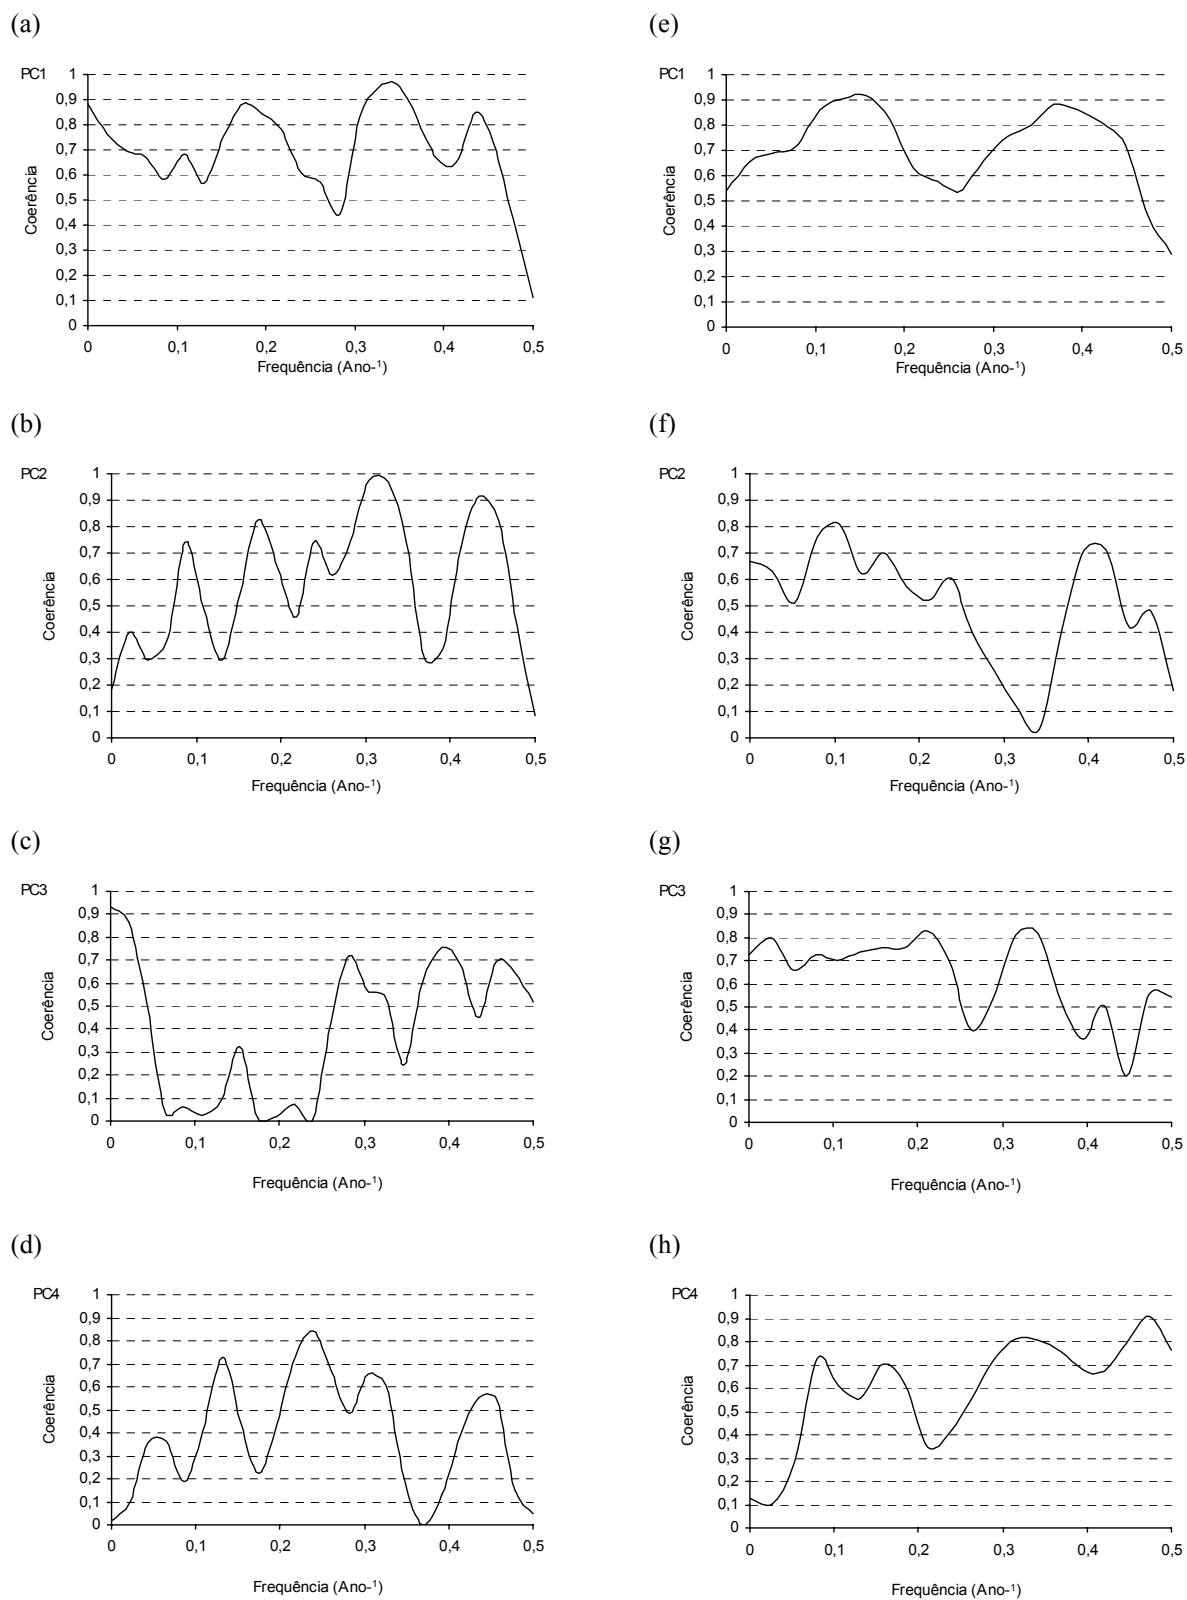 (a)
PC1
1
0,9
0,8
0,7
0,6
0,5
0,4
0,3
0,2
0,1
0
Coerência
0 0,1 0,2 0,3 0,4 0,5
Frequência (Ano-¹)
(e)
PC1
1
0,9
0,8
0,7
0,6
0,5
0,4
0,3
0,2
0,1
0
Coerência
0 0,1 0,2 0,3 0,4 0,5
Frequência (Ano-¹)
(b)
PC2
1
0,9
0,8
0,7
0,6
0,5
0,4
0,3
0,2
0,1
0
Coerência
0 0,1 0,2 0,3 0,4 0,5
Frequência (Ano-¹)
(f)
PC2
1
0,9
0,8
0,7
0,6
0,5
0,4
0,3
0,2
0,1
0
Coerência
0 0,1 0,2 0,3 0,4 0,5
Frequência (Ano-¹)
(c)
PC3
1
0,9
0,8
0,7
0,6
0,5
0,4
0,3
0,2
0,1
0
Coerência
0 0,1 0,2 0,3 0,4 0,5
Frequência (Ano-¹)
(g)
PC3
1
0,9
0,8
0,7
0,6
0,5
0,4
0,3
0,2
0,1
0
Coerência
0 0,1 0,2 0,3 0,4 0,5
Frequência (Ano-¹)
(d)
PC4
1
0,9
0,8
0,7
0,6
0,5
0,4
0,3
0,2
0,1
0
Coerência
0 0,1 0,2 0,3 0,4 0,5
Frequência (Ano-¹)
(h)
PC4
1
0,9
0,8
0,7
0,6
0,5
0,4
0,3
0,2
0,1
0
Coerência
0 0,1 0,2 0,3 0,4 0,5
Frequência (Ano-¹)